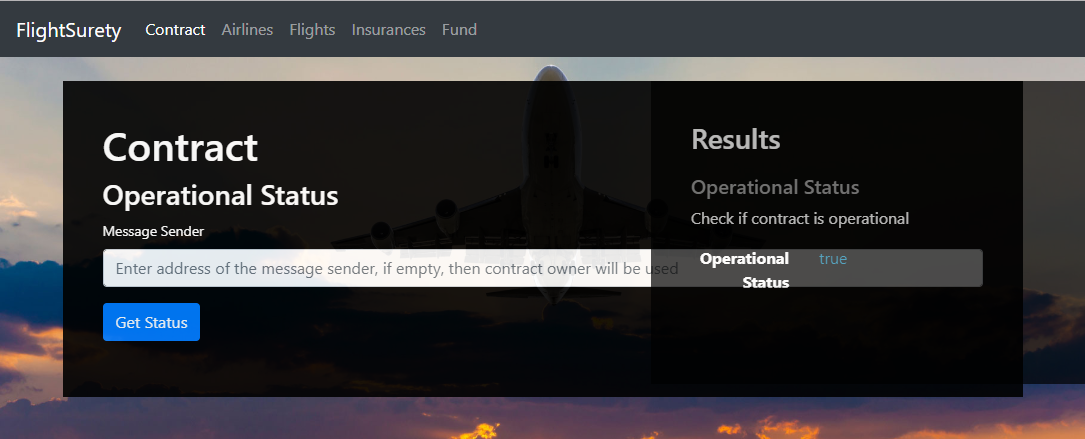 FlightSurety Contract Airlines Flights Insurances Fund
Contract
Operational Status
Message Sender
Enter address of the message sender, if empty, then contract owner will be used
Get Status
Results
Operational Status
Check if contract is operational
Operational true
Status